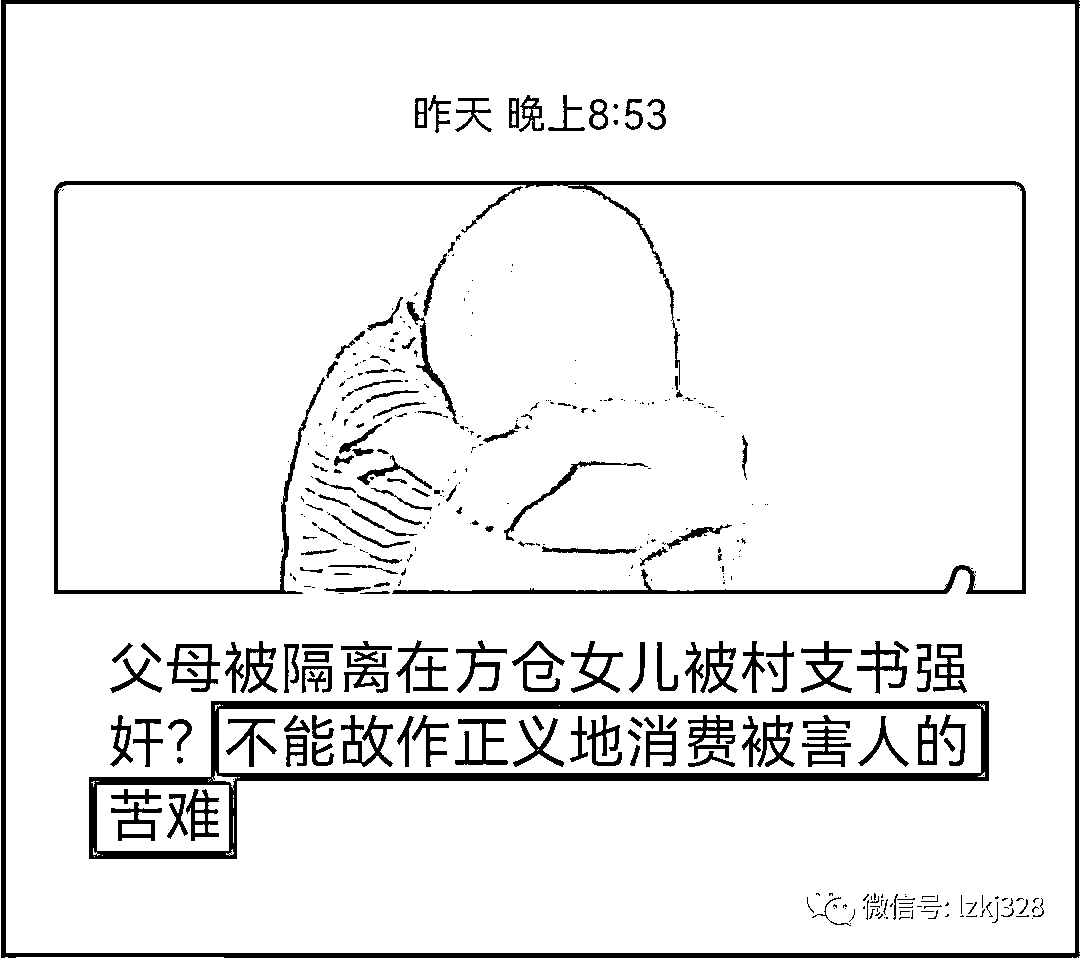 昨天 晚上8:53
父母被隔离在方仓女儿被村支书强
奸？不能故作正义地消费被害人的
苦难
微信号: lzkj328